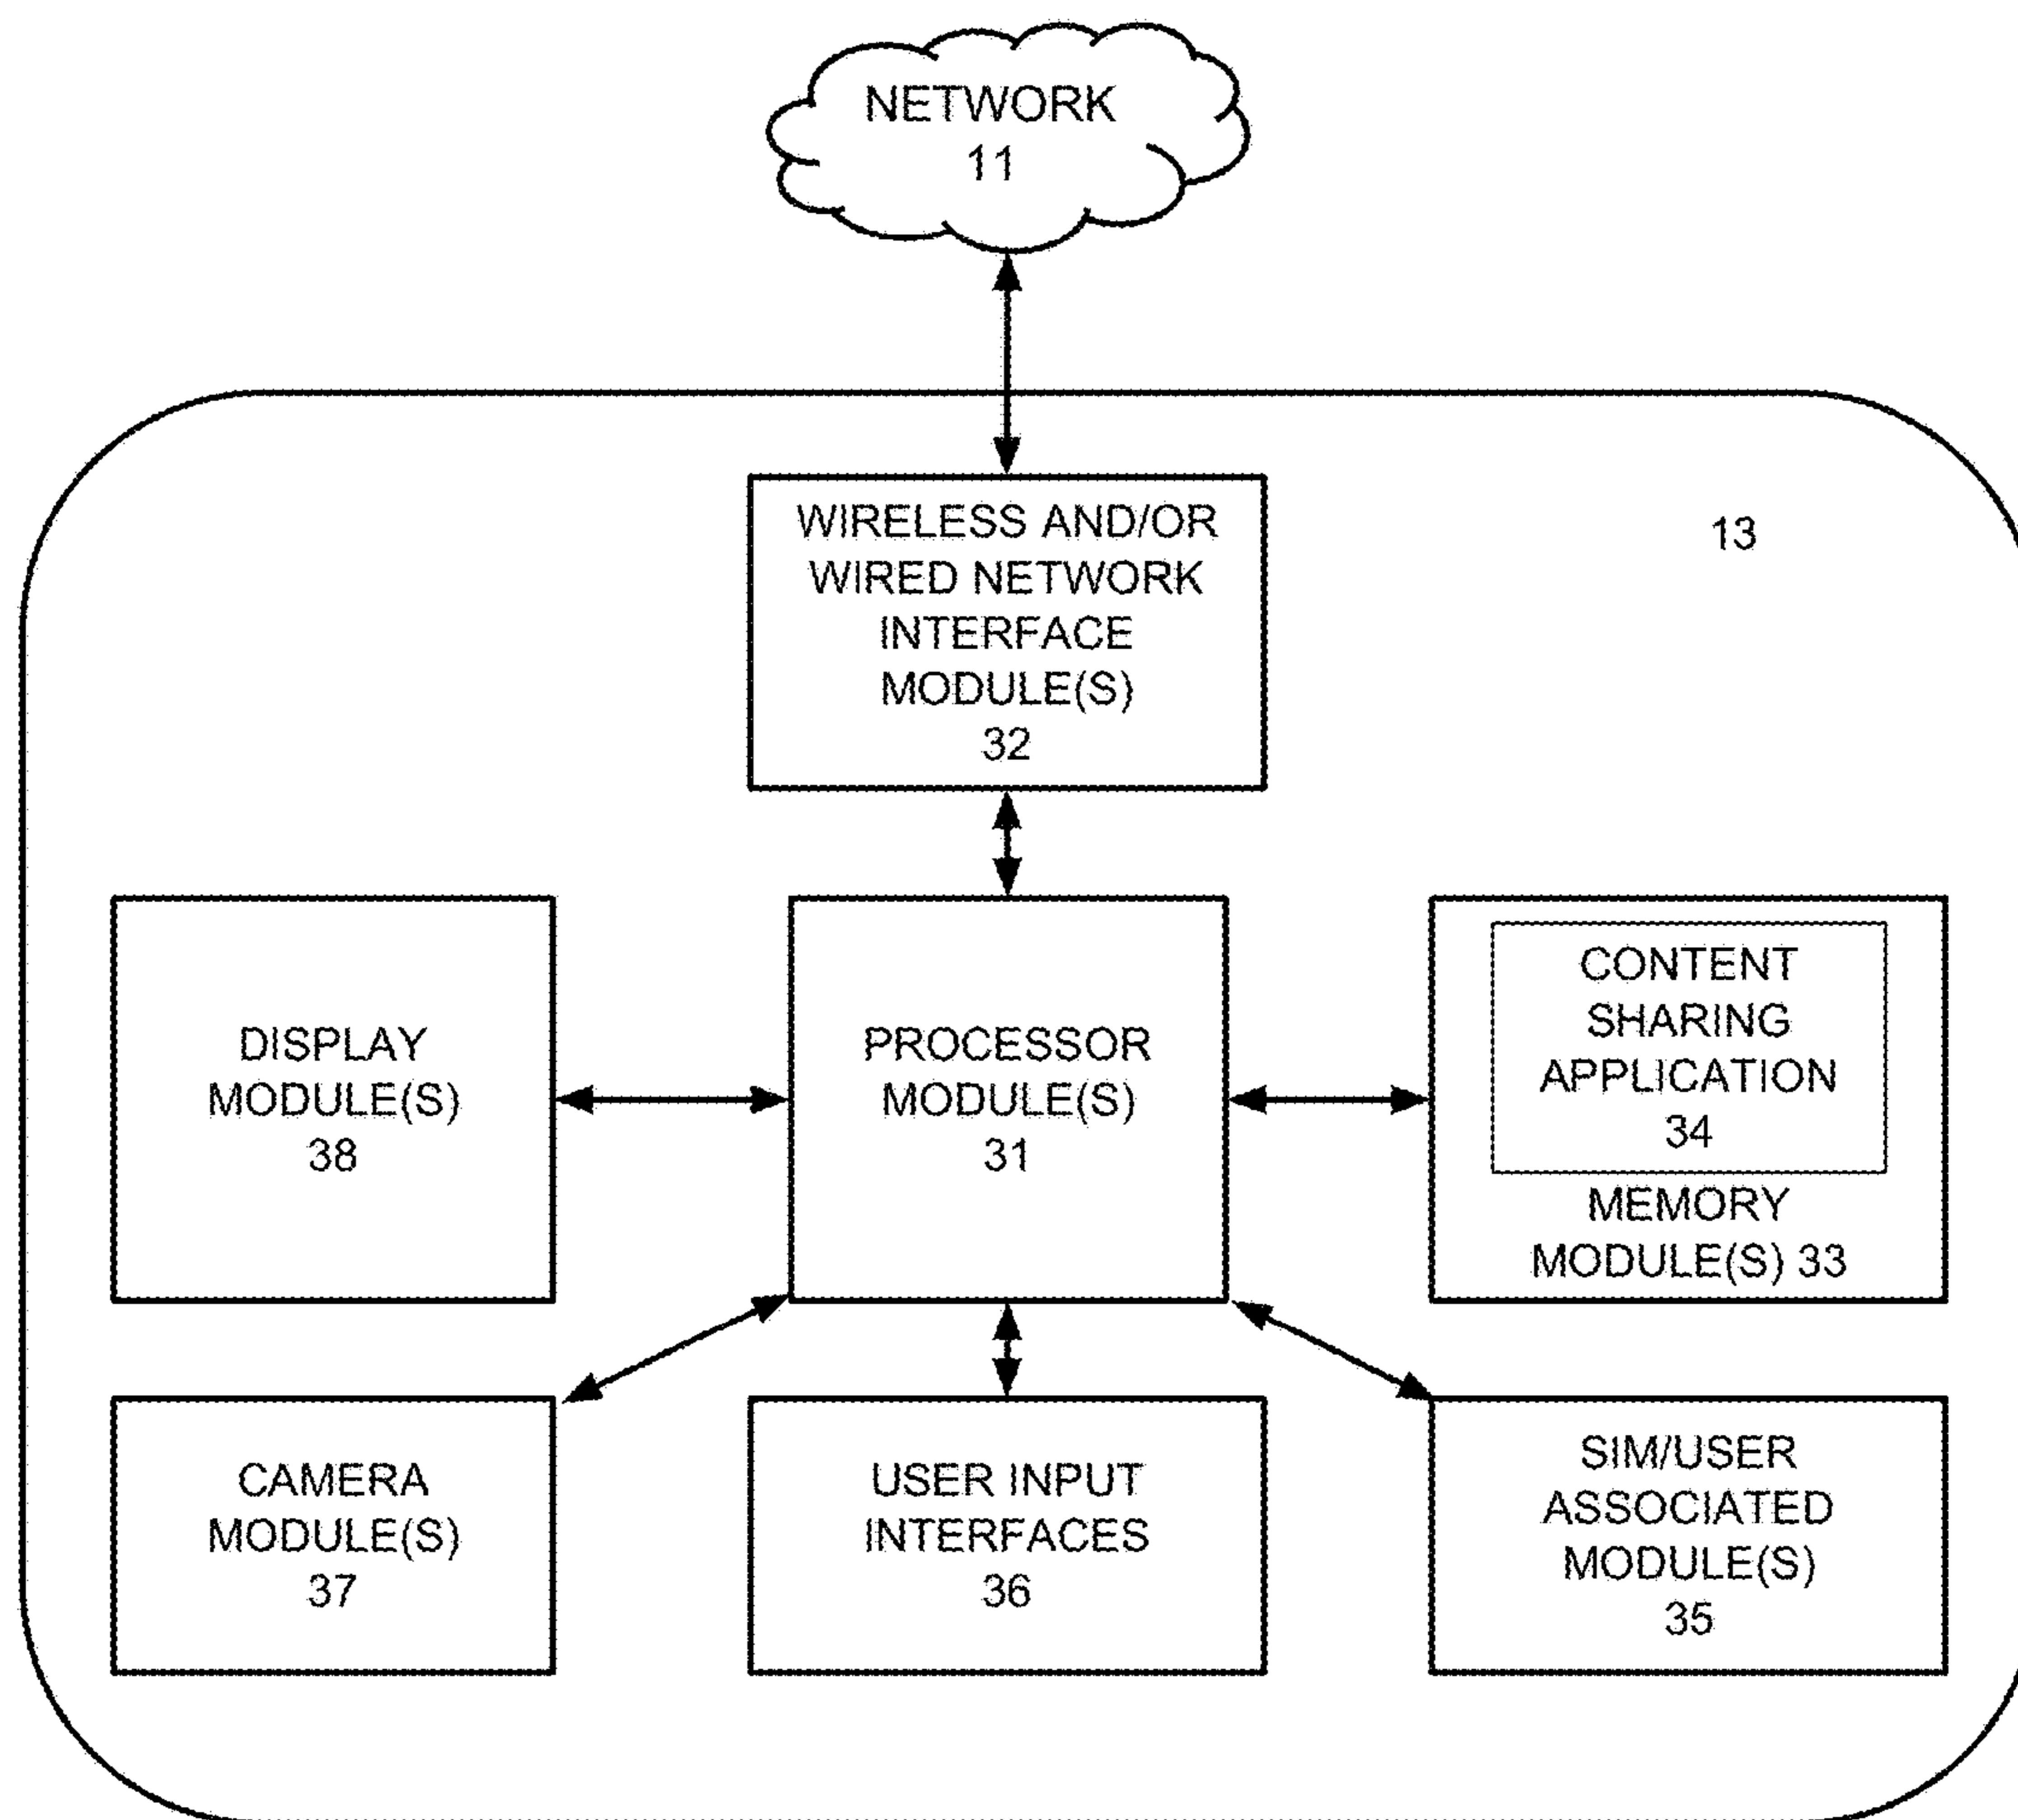 NETWORK
11
13
WIRELESS AND/OR
WIRED NETWORK
INTERFACE
MODULE(S)
32
DISPLAY
MODULE(S)
38
PROCESSOR
MODULE(S)
31
CONTENT
SHARING
APPLICATION
34
MEMORY
MODULE(S) 33
CAMERA
MODULE(S)
37
USER INPUT
INTERFACES
36
SIM/USER
ASSOCIATED
MODULE(S)
35